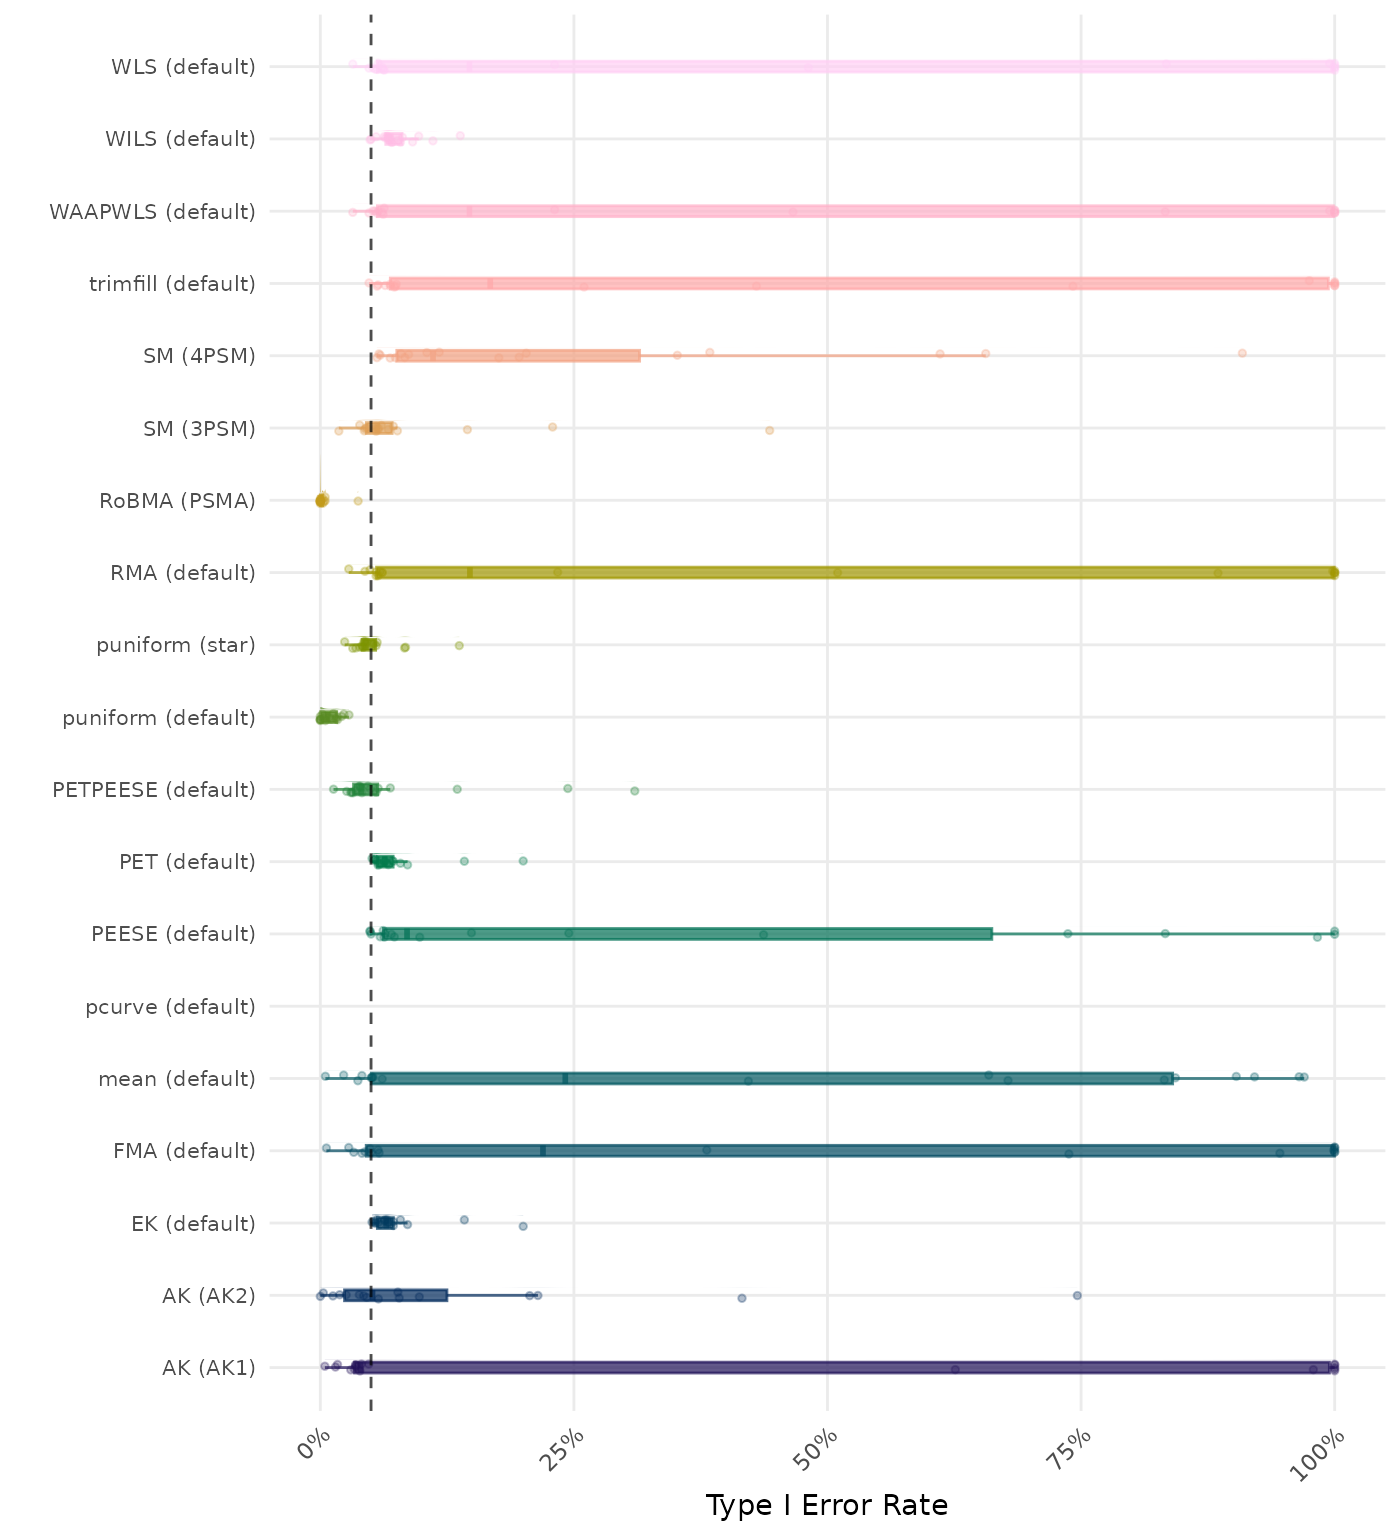 WLS (default)
WILS (default)
WAAPWLS (default)
trimfill (default)
SM (4PSM)
SM (3PSM)
RoBMA (PSMA)
RMA (default)
puniform (star)
puniform (default)
PETPEESE (default)
PET (default)
PEESE (default)
pcurve (default)
mean (default)
FMA (default)
EK (default)
AK (AK2)
AK (AK1)
0% 25% 50% 75% 100%
Type I Error Rate